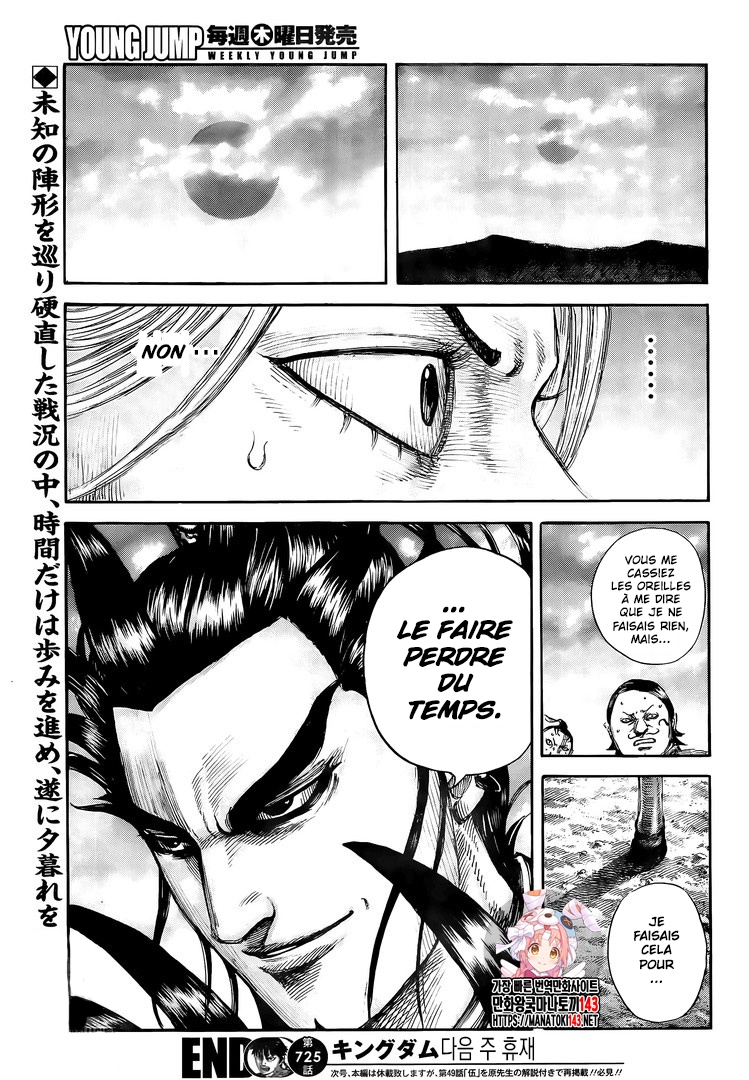 YOUNG JUMP 毎週木曜日発売
WEEKLY YOUNG JUMP
◆未知の陣形を巡り硬直した戦況の中、時間だけは歩みを進め、遂に夕暮れを
……
NON ...
VOUS ME
CASSIEZ
LES OREILLES
À ME DIRE
QUE JE NE
FAISAIS RIEN,
MAIS...
JE
FAISAIS
CELA
POUR
...
...
LE FAIRE
PERDRE
DU
TEMPS.
가장 빠른 번역만화사이트
만화왕국마나토끼143
HTTPS://MANATOKI143.NET
END 第725話 キングダム 다음 주 휴재
次号、本編は休載致しますが、第49話「伍」を原先生の解説付きで再掲載!!必見!!